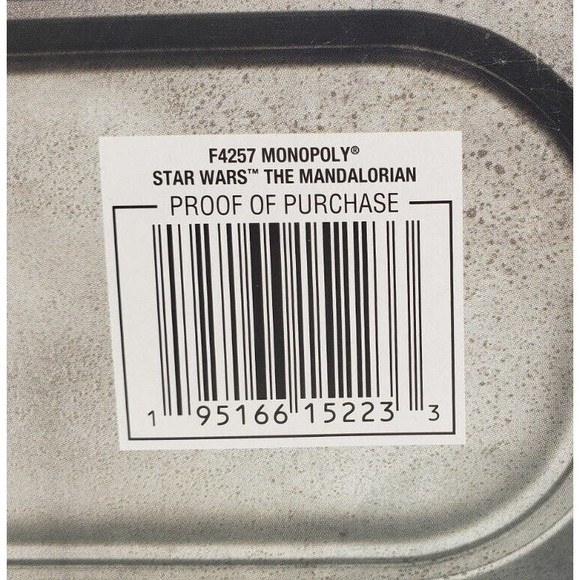 F4257 MONOPOLY®
STAR WARS™ THE MANDALORIAN
PROOF OF PURCHASE
1 95166 15223 3